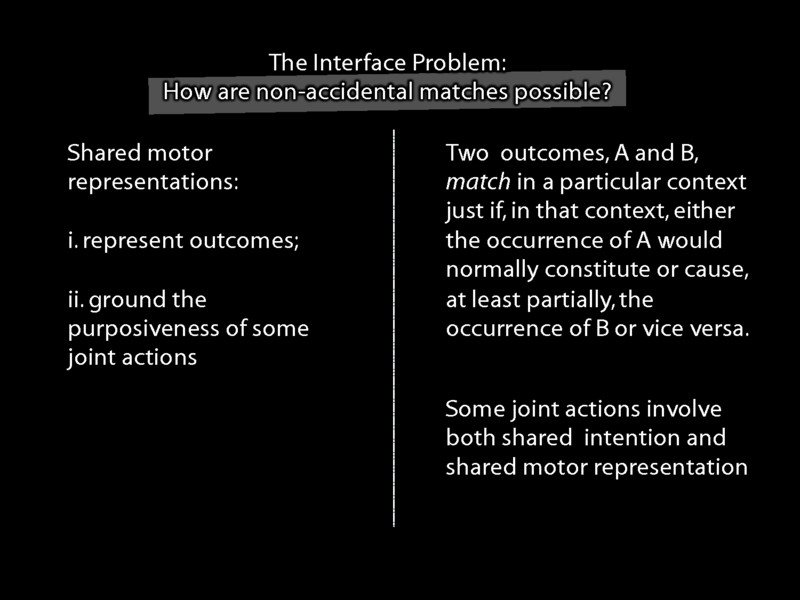 The Interface Problem:
How are non-accidental matches possible?
Shared motor
representations:
i. represent outcomes;
ii. ground the
purposiveness of some
joint actions
Two outcomes, A and B,
match in a particular context
just if, in that context, either
the occurrence of A would
normally constitute or cause,
at least partially, the
occurrence of B or vice versa.
Some joint actions involve
both shared intention and
shared motor representation